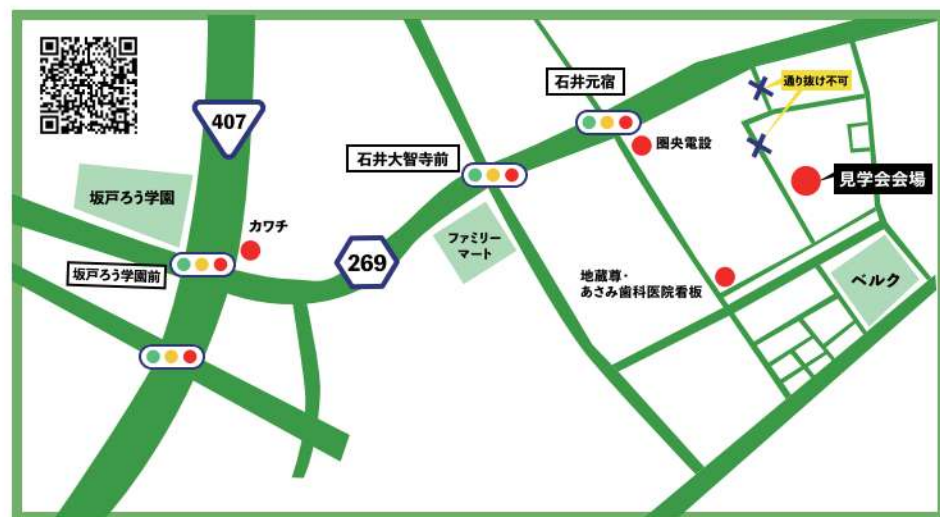 407
坂戸ろう学園
カワチ
坂戸ろう学園前
269
石井大智寺前
ファミリー
マート
石井元宿
圏央電設
通り抜け不可
見学会会場
地蔵尊・
あさみ歯科医院看板
ベルク